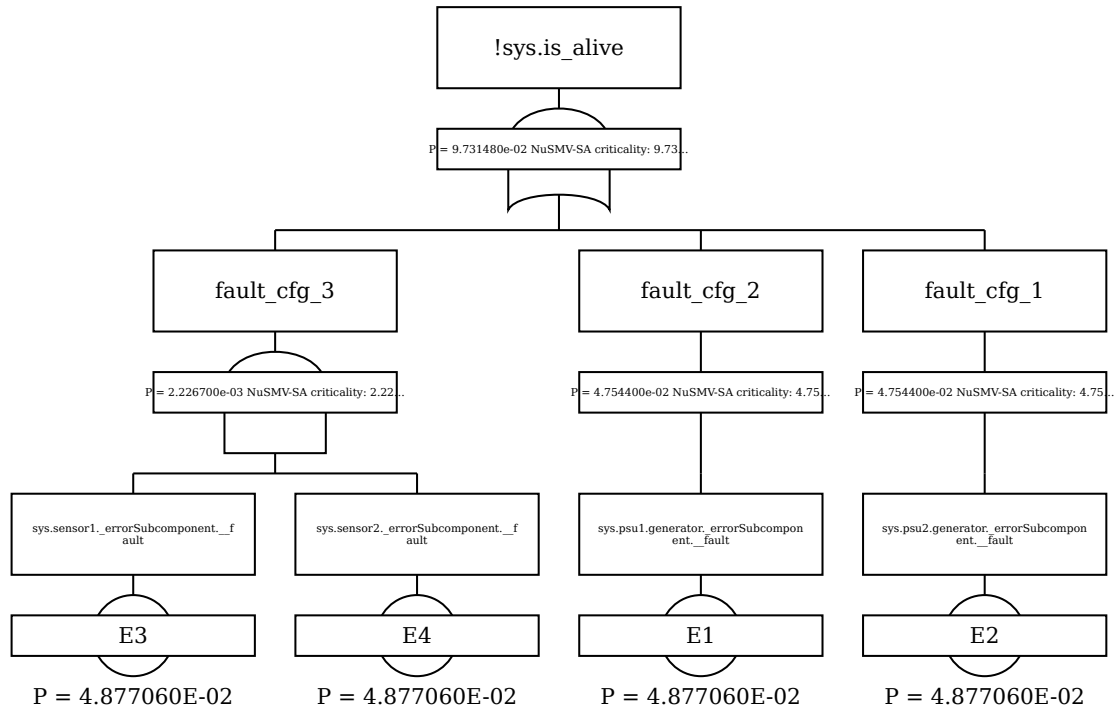 !sys.is_alive
P = 9.731480e-02 NuSMV-SA criticality: 9.73...
fault_cfg_3
fault_cfg_2
fault_cfg_1
P = 2.226700e-03 NuSMV-SA criticality: 2.22...
P = 4.754400e-02 NuSMV-SA criticality: 4.75...
P = 4.754400e-02 NuSMV-SA criticality: 4.75...
sys.sensor1._errorSubcomponent.__f
ault
sys.sensor2._errorSubcomponent.__f
ault
sys.psu1.generator._errorSubcompon
ent.__fault
sys.psu2.generator._errorSubcompon
ent.__fault
E3
E4
E1
E2
P = 4.877060E-02
P = 4.877060E-02
P = 4.877060E-02
P = 4.877060E-02